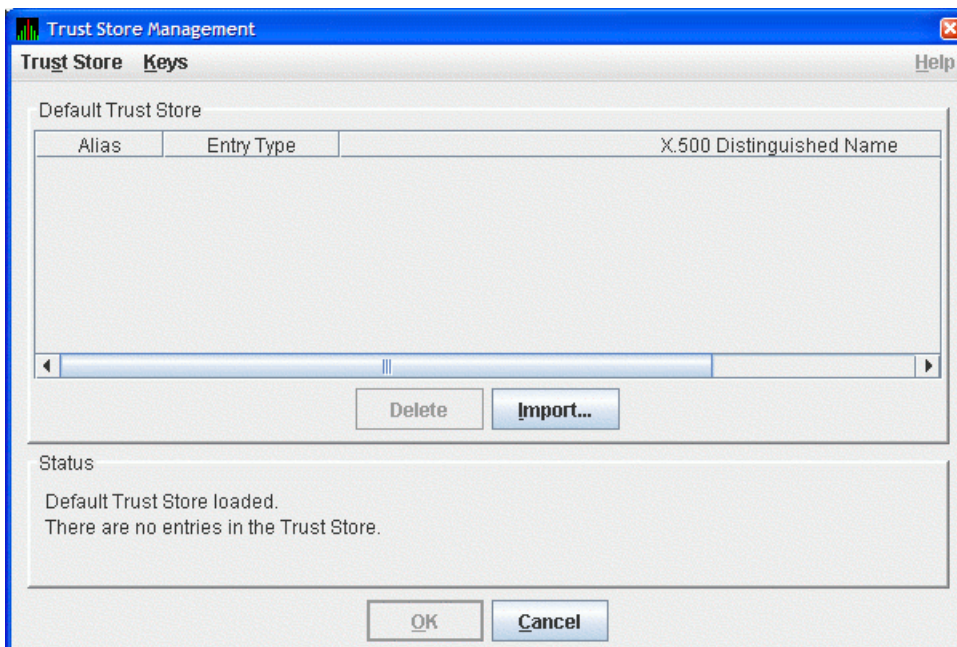 Trust Store Management
Trust Store Keys Help
Default Trust Store
Alias Entry Type X.500 Distinguished Name
Delete Import...
Status
Default Trust Store loaded.
There are no entries in the Trust Store.
OK Cancel